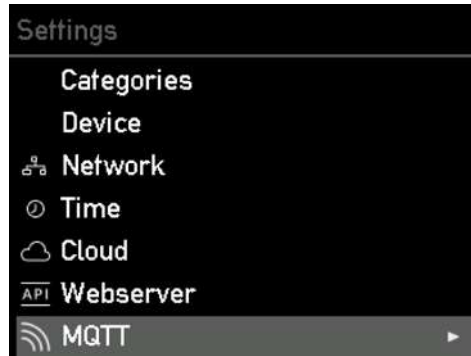 Settings
Categories
Device
Network
Time
Cloud
API Webserver
MQTT